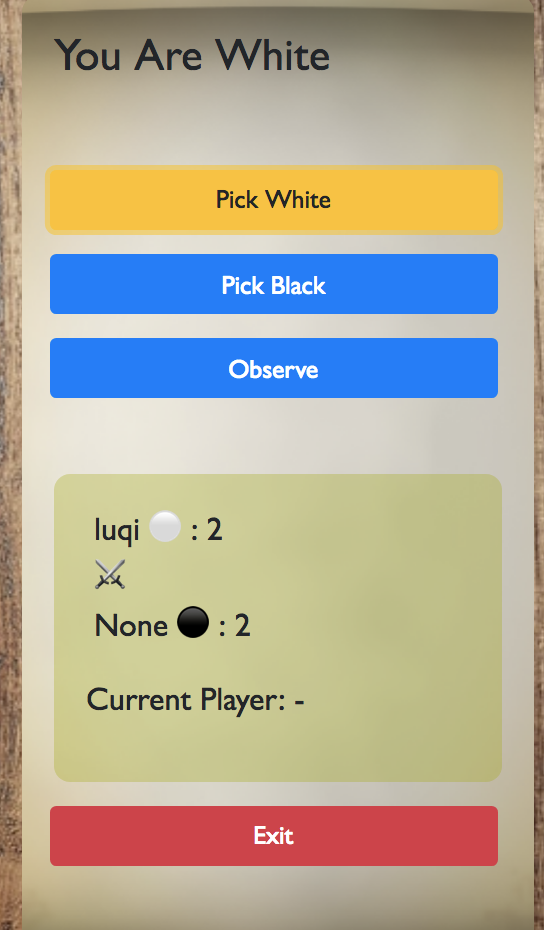 You Are White
Pick White
Pick Black
Observe
luqi ⚪ : 2
⚔
None ⚫ : 2
Current Player: -
Exit